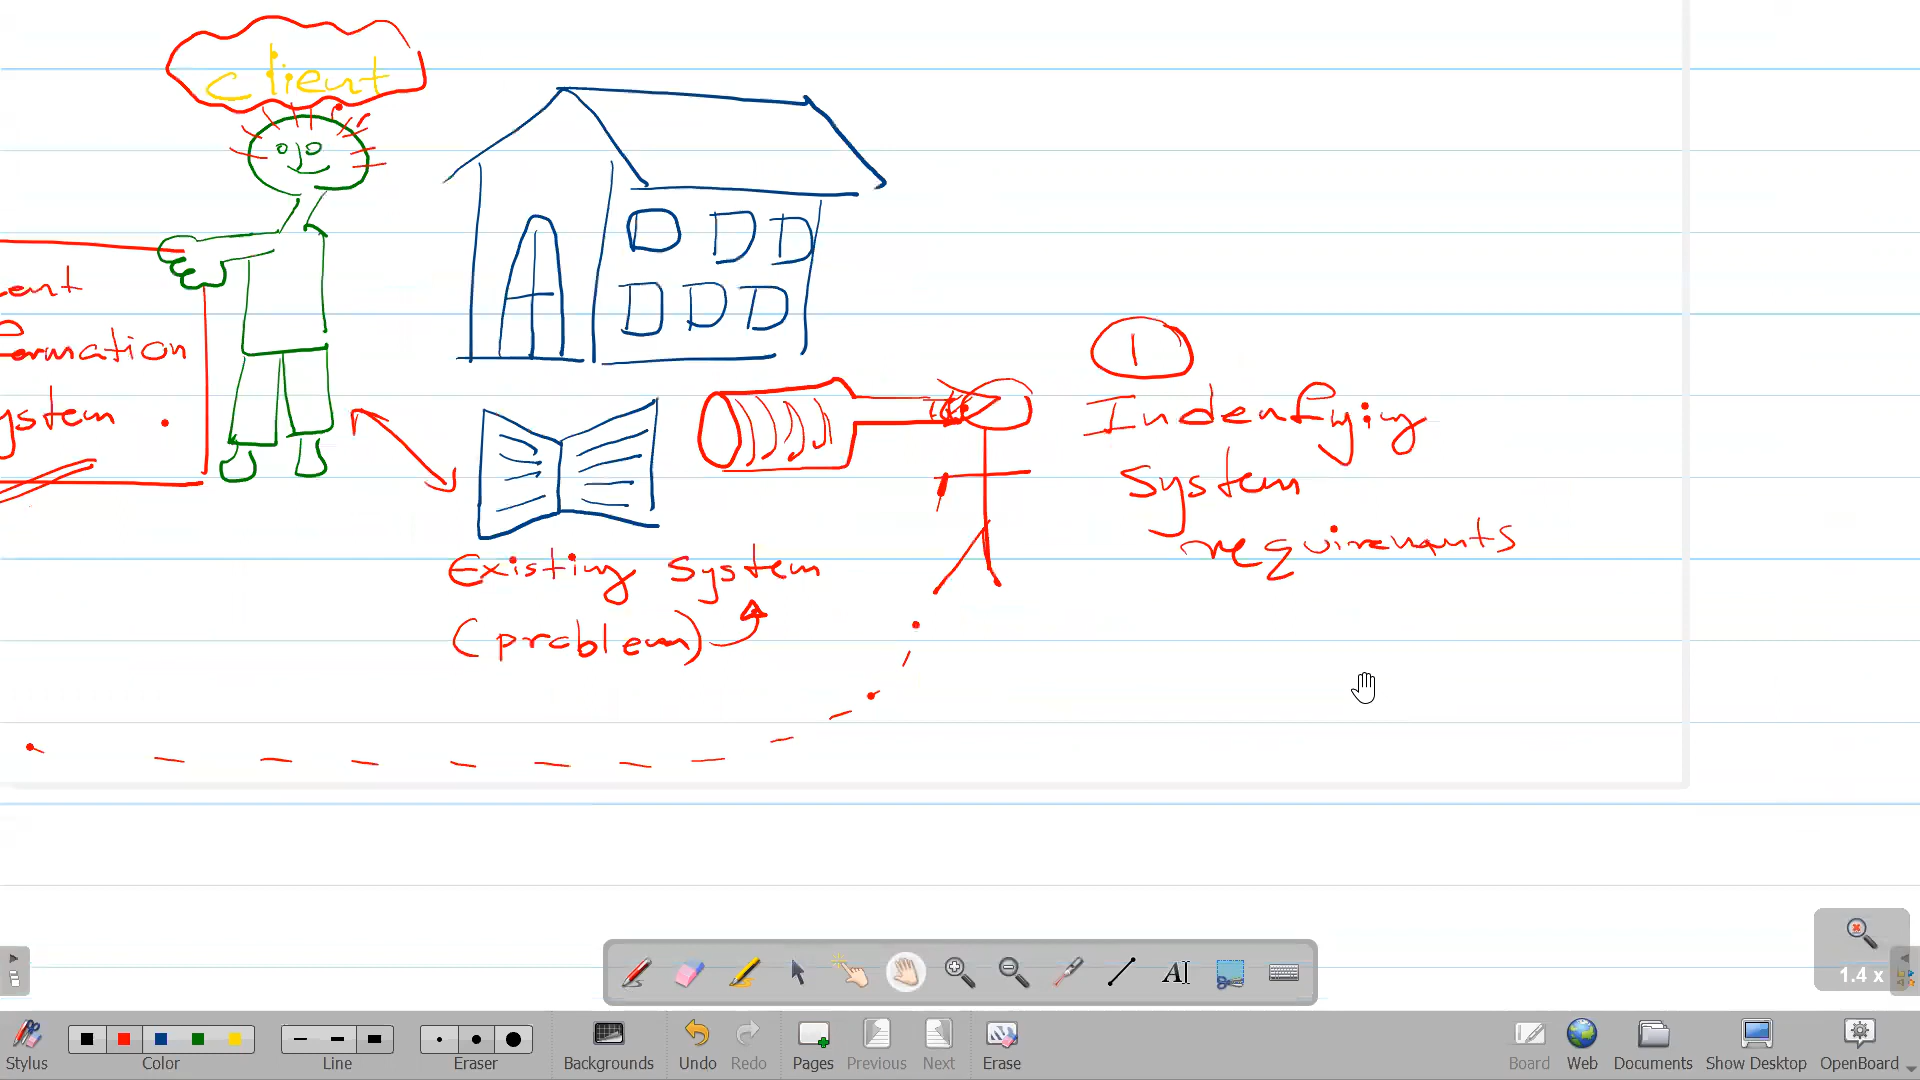 client
ent
formation
ystem .
1
Indenfying
System
requirements
Existing System
(problem)
1.4 x
Stylus
Color
Line
Eraser
Backgrounds
Undo
Redo
Pages
Previous
Next
Erase
Board
Web
Documents
Show Desktop
OpenBoard